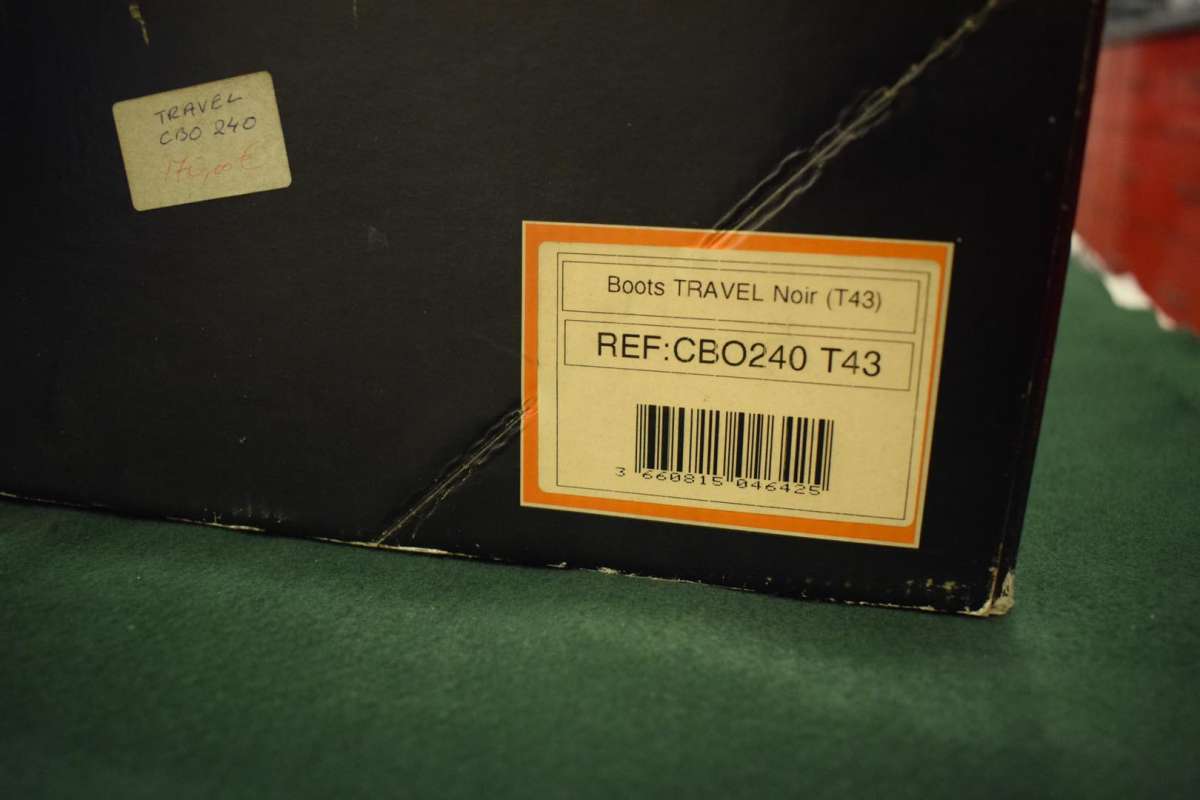 TRAVEL
CBO 240
Boots TRAVEL Noir (T43)
REF:CBO240 T43
3 660815 046425